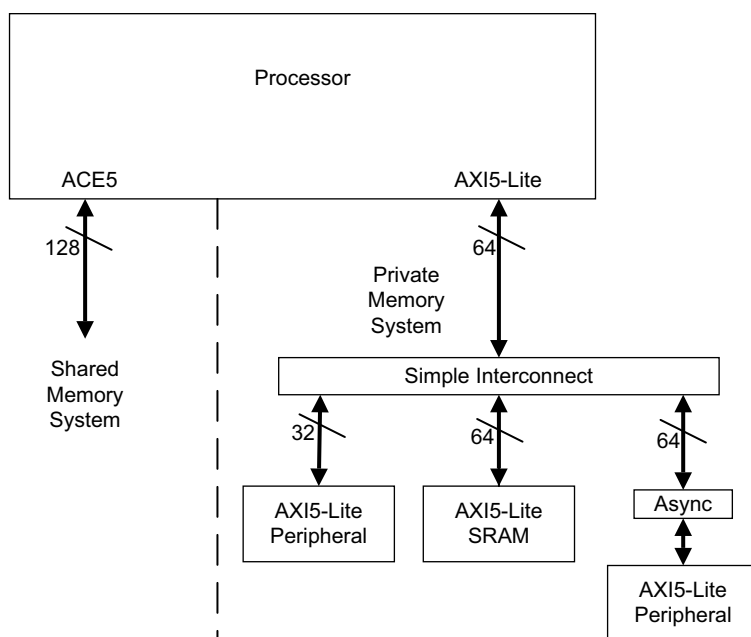 Processor
ACE5
AXI5-Lite
128
64
Private
Memory
System
Shared
Memory
System
Simple Interconnect
32
64
64
AXI5-Lite
Peripheral
AXI5-Lite
SRAM
Async
AXI5-Lite
Peripheral